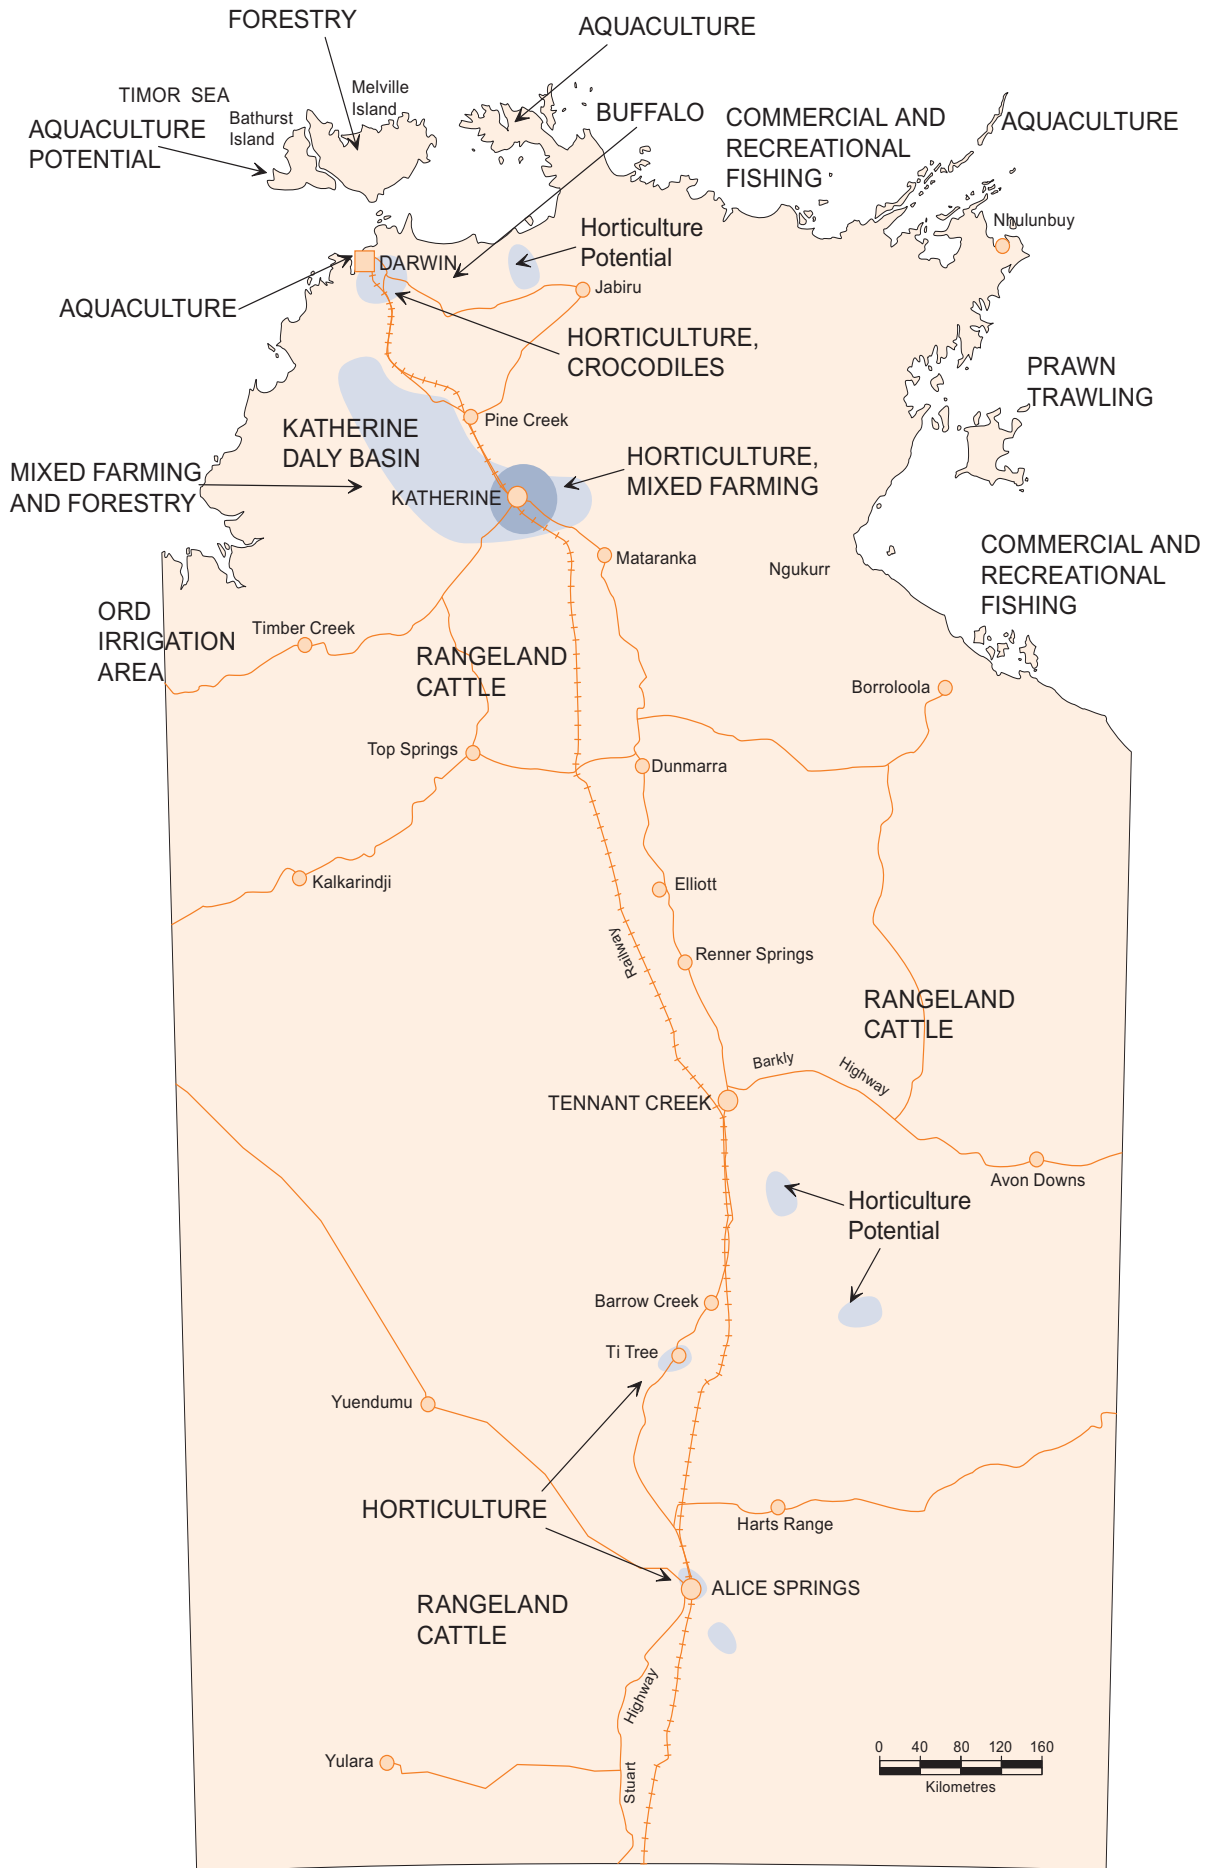 FORESTRY
AQUACULTURE
TIMOR SEA
Melville
Island
Bathurst
Island
AQUACULTURE
POTENTIAL
BUFFALO
COMMERCIAL AND
RECREATIONAL
FISHING
AQUACULTURE
Nhulunbuy
Horticulture
Potential
DARWIN
Jabiru
AQUACULTURE
HORTICULTURE,
CROCODILES
PRAWN
TRAWLING
Pine Creek
KATHERINE
DALY BASIN
MIXED FARMING
AND FORESTRY
HORTICULTURE,
MIXED FARMING
KATHERINE
Mataranka
Ngukurr
COMMERCIAL AND
RECREATIONAL
FISHING
ORD
IRRIGATION
AREA
Timber Creek
RANGELAND
CATTLE
Borroloola
Top Springs
Dunmarra
Kalkarindji
Elliott
Railway
Renner Springs
RANGELAND
CATTLE
Barkly
Highway
TENNANT CREEK
Avon Downs
Horticulture
Potential
Barrow Creek
Ti Tree
Yuendumu
HORTICULTURE
Harts Range
ALICE SPRINGS
RANGELAND
CATTLE
Highway
Stuart
Yulara
0 40 80 120 160
Kilometres